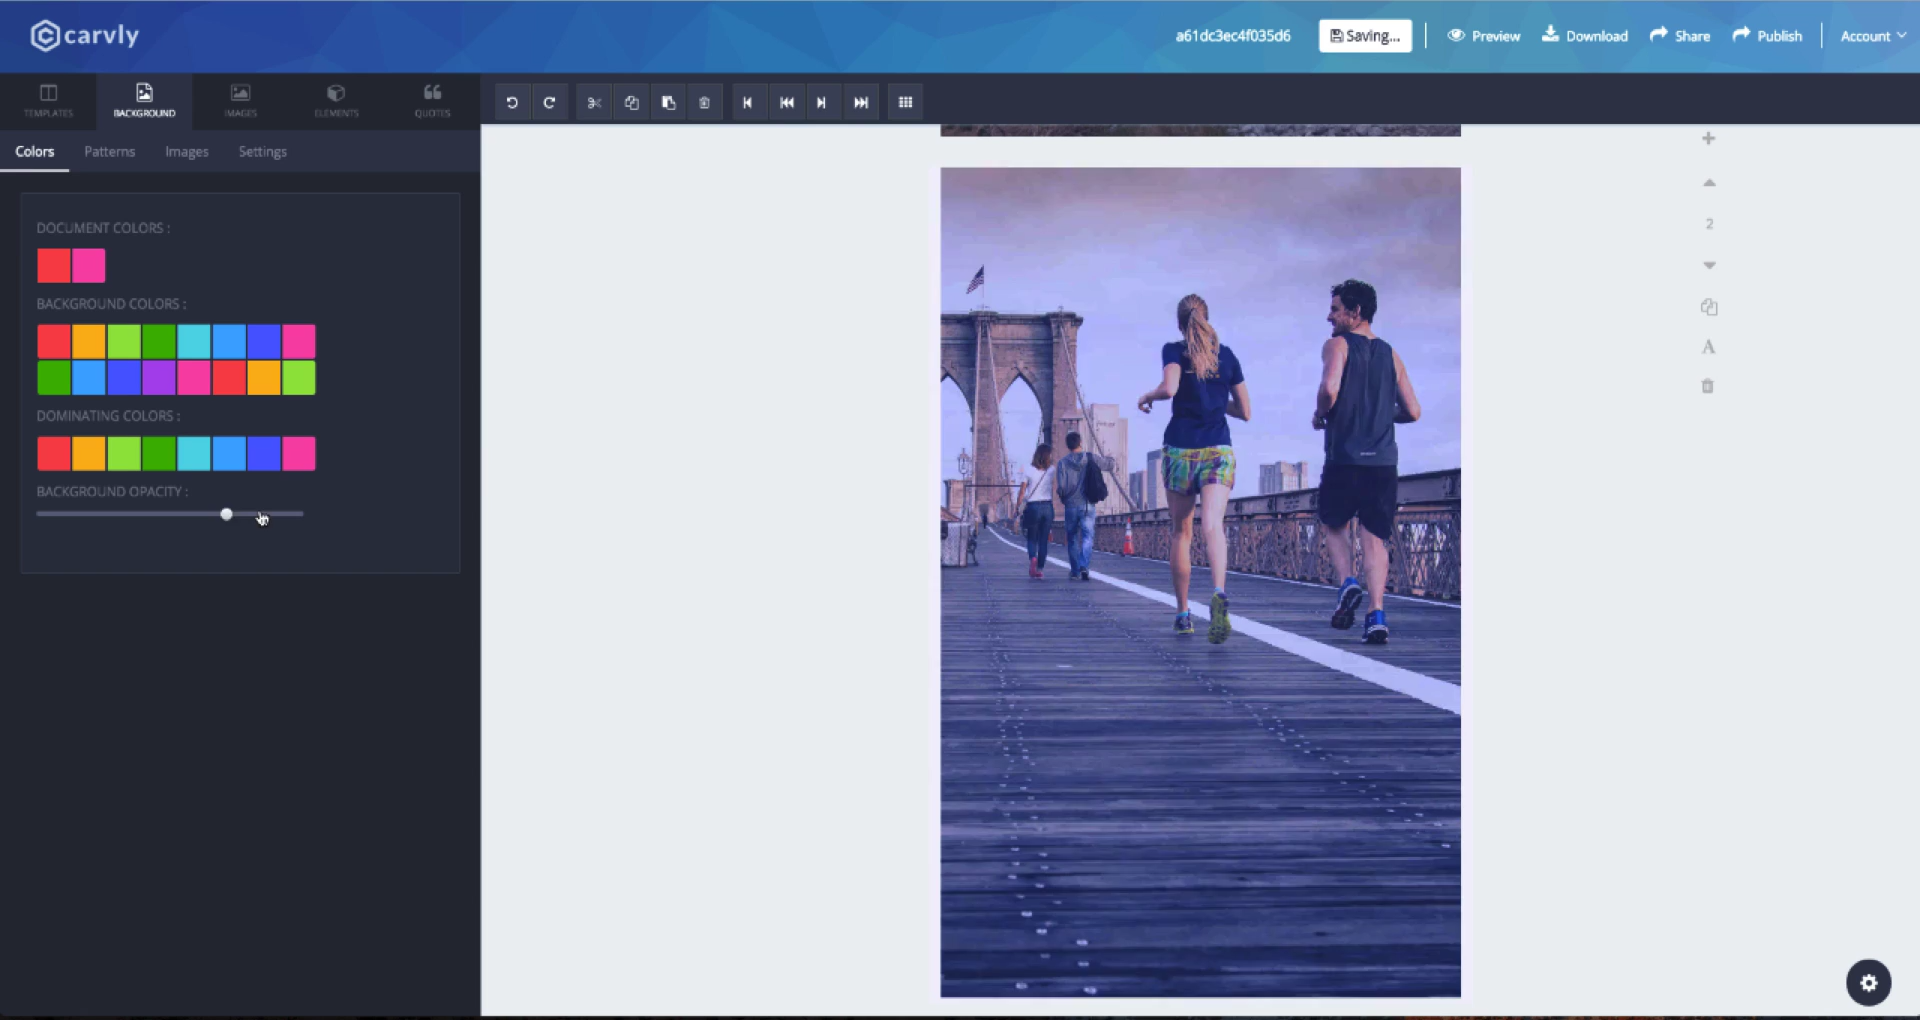 carvly
a61dc3ec4f035d6
Saving...
Preview
Download
Share
Publish
Account
TEMPLATES
BACKGROUND
IMAGES
ELEMENTS
QUOTES
Colors
Patterns
Images
Settings
DOCUMENT COLORS :
BACKGROUND COLORS :
DOMINATING COLORS :
BACKGROUND OPACITY :
2
A